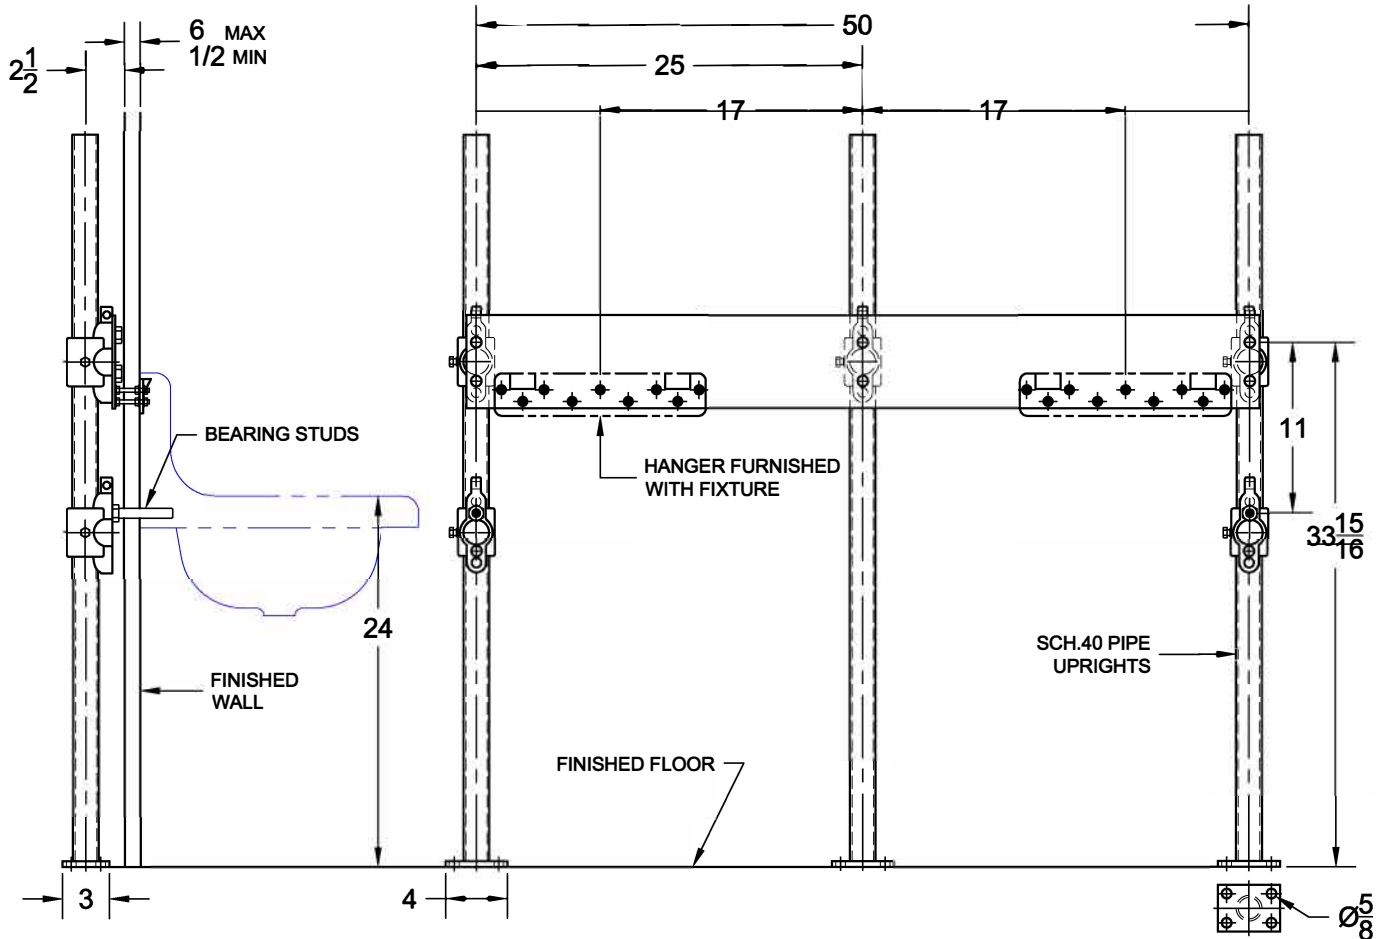 6 MAX
1/2 MIN
2 1/2
50
25
17
17
BEARING STUDS
HANGER FURNISHED
WITH FIXTURE
11
33 15/16
24
SCH.40 PIPE
UPRIGHTS
FINISHED
WALL
FINISHED FLOOR
3
4
Ø 5/8